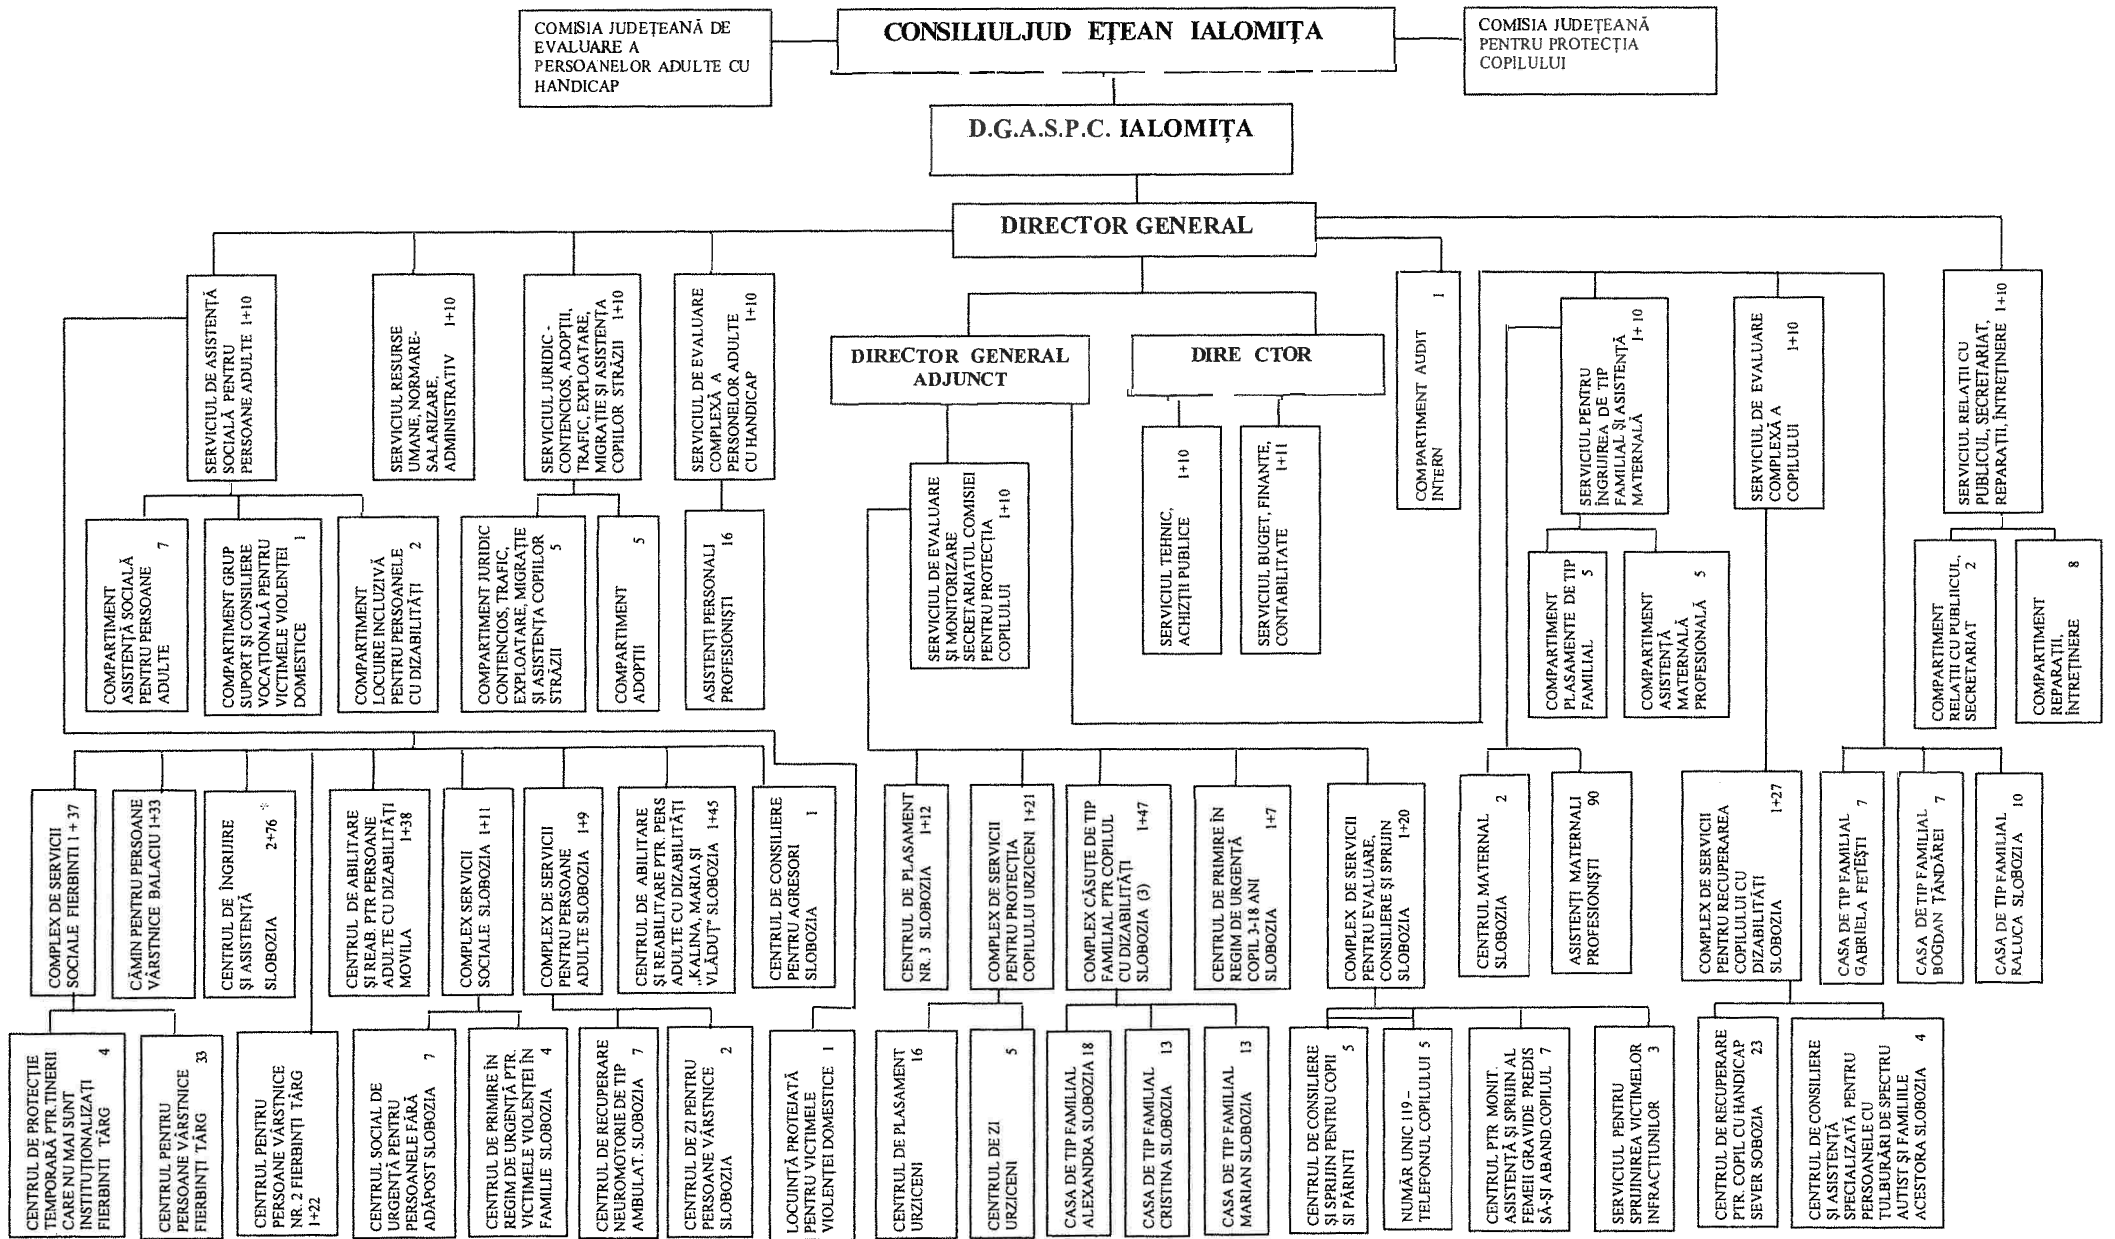 COMISIA JUDEȚEANĂ DE
EVALUARE A
PERSOANELOR ADULTE CU
HANDICAP
CONSILIULJUD EȚEAN IALOMIȚA
COMISIA JUDEȚEANĂ
PENTRU PROTECȚIA
COPILULUI
D.G.A.S.P.C. IALOMIȚA
DIRECTOR GENERAL
SERVICIUL DE ASISTENȚĂ
SOCIALĂ PENTRU
PERSOANE ADULTE 1+10
SERVICIUL RESURSE
UMANE, NORMARE-
SALARIZARE,
ADMINISTRATIV 1+10
SERVICIUL JURIDIC -
CONTENCIOS, ADOPȚII,
TRAFIC, EXPLOATARE,
MIGRAȚIE ȘI ASISTENȚA
COPIILOR STRĂZII 1+10
SERVICIUL DE EVALUARE
COMPLEXĂ A
PERSONELOR ADULTE
CU HANDICAP 1+10
DIRECTOR GENERAL
ADJUNCT
DIRE CTOR
COMPARTIMENT AUDIT
INTERN 1
SERVICIUL PENTRU
ÎNGRIJIREA DE TIP
FAMILIAL ȘI ASISTENȚĂ
MATERNALĂ 1+ 10
SERVICIUL DE EVALUARE
COMPLEXĂ A
COPILULUI 1+10
SERVICIUL RELATII CU
PUBLICUL, SECRETARIAT,
REPARAȚII, ÎNTREȚINERE 1+10
COMPARTIMENT
ASISTENȚĂ SOCIALĂ
PENTRU PERSOANE
ADULTE 7
COMPARTIMENT GRUP
SUPORT ȘI CONSILIERE
VOCAȚIONALĂ PENTRU
VICTIMELE VIOLENȚEI
DOMESTICE 1
COMPARTIMENT
LOCUIRE INCLUZIVĂ
PENTRU PERSOANELE
CU DIZABILITĂȚI 2
COMPARTIMENT JURIDIC
CONTENCIOS, TRAFIC,
EXPLOATARE, MIGRAȚIE
ȘI ASISTENȚA COPIILOR
STRĂZII 5
COMPARTIMENT
ADOPTII 5
ASISTENȚI PERSONALI
PROFESIONIȘTI 16
SERVICIUL DE EVALUARE
ȘI MONITORIZARE
SECRETARIATUL COMISIEI
PENTRU PROTECȚIA
COPILULUI 1+10
SERVICIUL TEHNIC,
ACHIZȚII PUBLICE 1+10
SERVICIUL BUGET, FINANTE,
CONTABILITATE 1+11
COMPARTIMENT
PLASAMENTE DE TIP
FAMILIAL 5
COMPARTIMENT
ASISTENȚĂ
MATERNALĂ
PROFESIONALĂ 5
COMPARTIMENT
RELATII CU PUBLIICUL,
SECRETARIAT 2
COMPARTIMENT
REPARAȚII,
ÎNTREȚINERE 8
COMPLEX DE SERVICII
SOCIALE FIERBINTI 1 + 37
CĂMIN PENTRU PERSOANE
VÂRSTNICE BALACIU 1+33
CENTRUL DE ÎNGRIJIRE
ȘI ASISTENȚĂ 2+76 *
SLOBOZIA
CENTRUL DE ABILITARE
ȘI REAB. PTR PERSOANE
ADULTE CU DIZABILITĂȚI
MOVILA 1+38
COMPLEX SERVICII
SOCIALE SLOBOZIA 1+11
COMPLEX DE SERVICII
PENTRU PERSOANE
ADULTE SLOBOZIA 1+9
CENTRUL DE ABILITARE
ȘI REABILITARE PTR. PERS
ADULTE CU DIZABILITĂȚI
„KALINA, MARIA ȘI
VLĂDUȚ" SLOBOZIA 1+45
CENTRUL DE CONSILIERE
PENTRU AGRESORI
SLOBOZIA 1
CENTRUL DE PLASAMENT
NR. 3 SLOBOZIA 1+12
COMPLEX DE SERVICII
PENTRU PROTECȚIA
COPILULUI URZICENI 1+21
COMPLEX CĂSUȚE DE TIP
FAMILIAL PTR COPILUL
CU DIZABILITĂȚI
SLOBOZIA (3) 1+47
CENTRUL DE PRIMIRE ÎN
REGIM DE URGENȚĂ
COPIL 3-18 ANI
SLOBOZIA 1+7
COMPLEX DE SERVICII
PENTRU EVALUARE,
CONSILIERE ȘI SPRIJIN
SLOBOZIA 1+20
CENTRUL MATERNAL
SLOBOZIA 2
ASISTENȚI MATERNALI
PROFESIONIȘTI 90
COMPLEX DE SERVICII
PENTRU RECUPERAREA
COPILULUI CU
DIZABILITĂȚI
SLOBOZIA 1+27
CASA DE TIP FAMILIAL
GABRIELA FETEȘTI 7
CASA DE TIP FAMILIAL
BOGDAN ȚĂNDĂREI 7
CASA DE TIP FAMILIAL
RALUCA SLOBOZIA 10
CENTRUL DE PROTECȚIE
TEMPORARĂ PTR.TINERII
CARE NU MAI SUNT
INSTITUȚIONALIZAȚI
FIERBINTI TÂRG 4
CENTRUL PENTRU
PERSOANE VÂRSTNICE
FIERBINȚI TÂRG 33
CENTRUL PENTRU
PERSOANE VÂRSTNICE
NR. 2 FIERBINȚI TÂRG
1+22
CENTRUL SOCIAL DE
URGENȚĂ PENTRU
PERSOANELE FĂRĂ
ADĂPOST SLOBOZIA 7
CENTRUL DE PRIMIRE ÎN
REGIM DE URGENȚĂ PTR.
VICTIMELE VIOLENȚEI ÎN
FAMILIE SLOBOZIA 4
CENTRUL DE RECUPERARE
NEUROMOTORIE DE TIP
AMBULAT. SLOBOZIA 7
CENTRUL DE ZI PENTRU
PERSOANE VÂRSTNICE
SLOBOZIA 2
LOCUINȚĂ PROTEJATĂ
PENTRU VICTIMELE
VIOLENȚEI DOMESTICE 1
CENTRUL DE PLASAMENT
URZICENI 16
CENTRUL DE ZI
URZICENI 5
CASA DE TIP FAMILIAL
ALEXANDRA SLOBOZIA 18
CASA DE TIP FAMILIAL
CRISTINA SLOBOZIA 13
CASA DE TIP FAMILIAL
MARIAN SLOBOZIA 13
CENTRUL DE CONSILIERE
ȘI SPRIJIN PENTRU COPII
SI PĂRINTI 5
NUMĂR UNIC 119 –
TELEFONUL COPILULUI 5
CENTRUL PTR MONIT.
ASISTENȚĂ ȘI SPRIJIN AL
FEMEII GRAVIDE PREDIS
SĂ-ȘI ABAND.COPILUL 7
SERVICIUL PENTRU
SPRIJINIREA VICTIMELOR
INFRACTIUNILOR 3
CENTRUL DE RECUPERARE
PTR. COPIL CU HANDICAP
SEVER SOBOZIA 23
CENTRUL DE CONSILIERE
ȘI ASISTENȚĂ
SPECIALIZATĂ PENTRU
PERSOANELE CU
TULBURĂRI DE SPECTRU
AUTIST ȘI FAMILIILE
ACESTORA SLOBOZIA 4